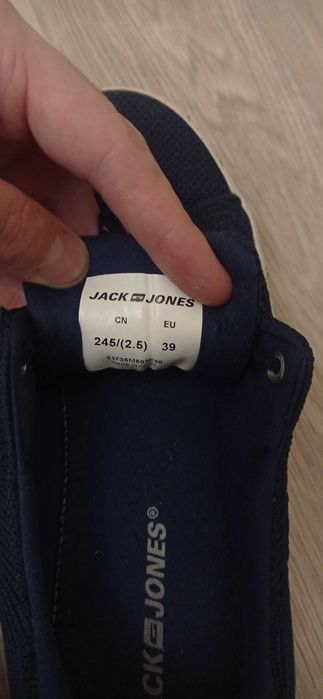 JACK JONES
CN EU
245/(2.5) 39
JACK JONES®